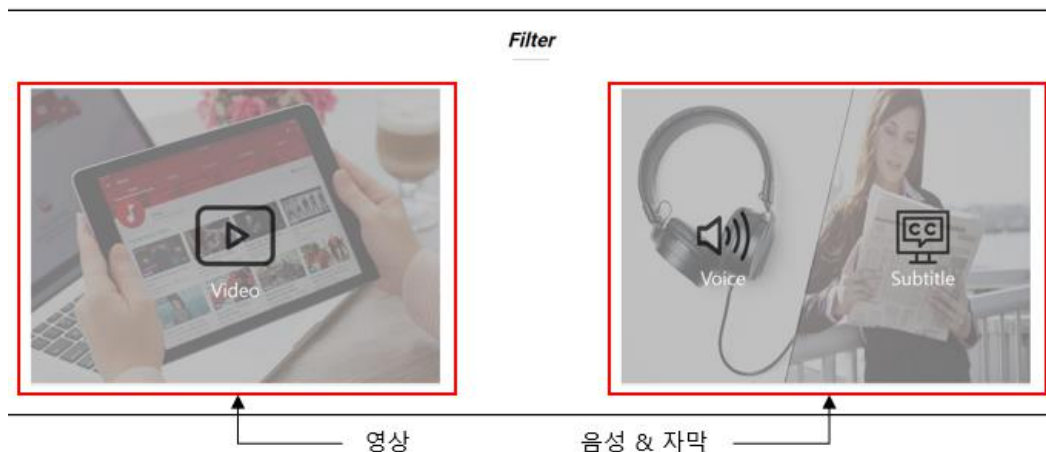 Filter
Video
Voice
Subtitle
CC
영상
음성 & 자막